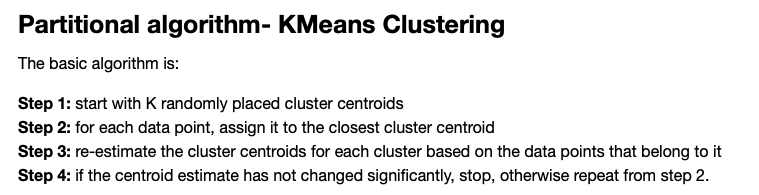 Partitional algorithm- KMeans Clustering
The basic algorithm is:
Step 1: start with K randomly placed cluster centroids
Step 2: for each data point, assign it to the closest cluster centroid
Step 3: re-estimate the cluster centroids for each cluster based on the data points that belong to it
Step 4: if the centroid estimate has not changed significantly, stop, otherwise repeat from step 2.